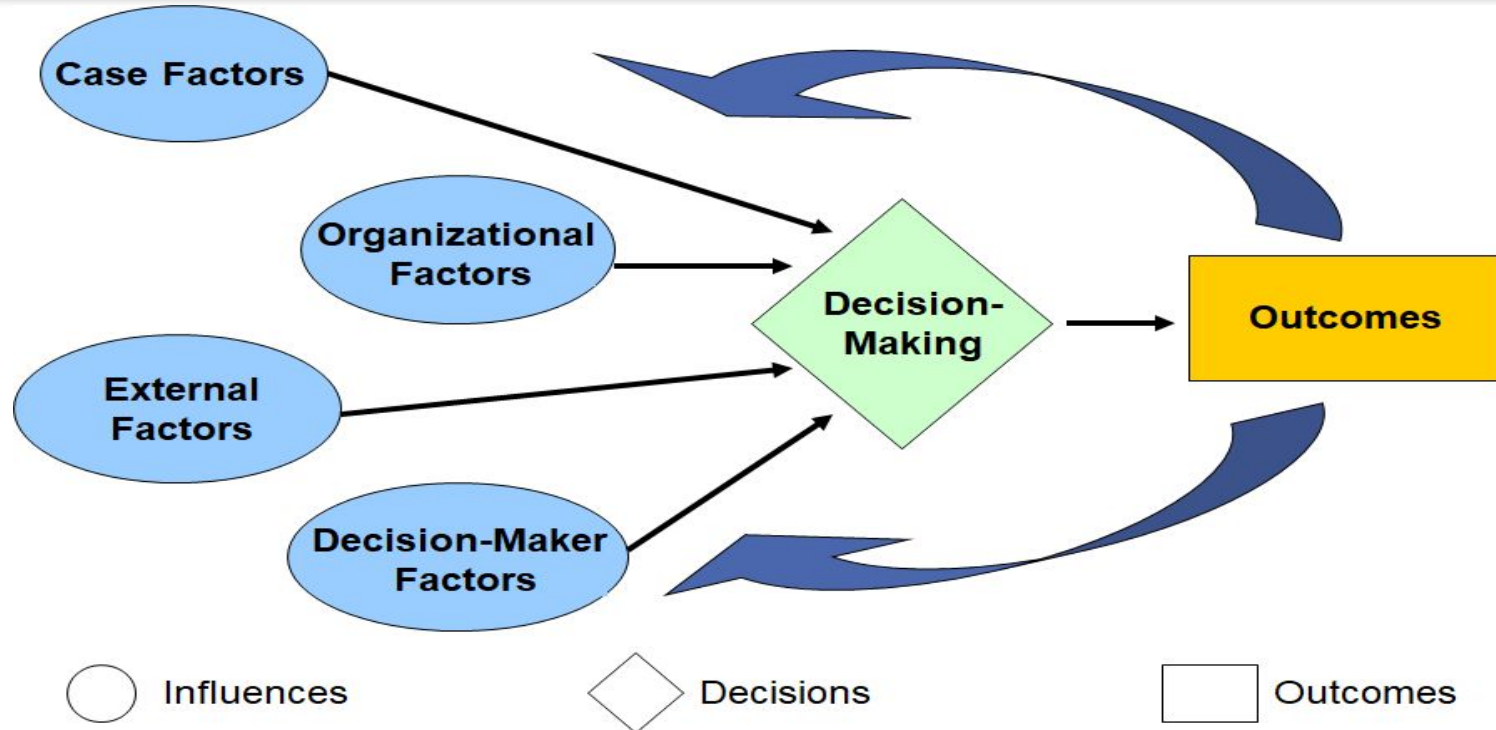 Case Factors
Organizational
Factors
External
Factors
Decision-Maker
Factors
Decision-
Making
Outcomes
Influences
Decisions
Outcomes